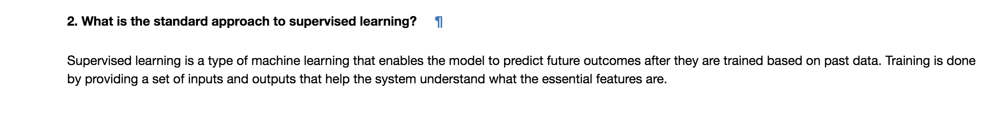 2. What is the standard approach to supervised learning? ¶
Supervised learning is a type of machine learning that enables the model to predict future outcomes after they are trained based on past data. Training is done
by providing a set of inputs and outputs that help the system understand what the essential features are.